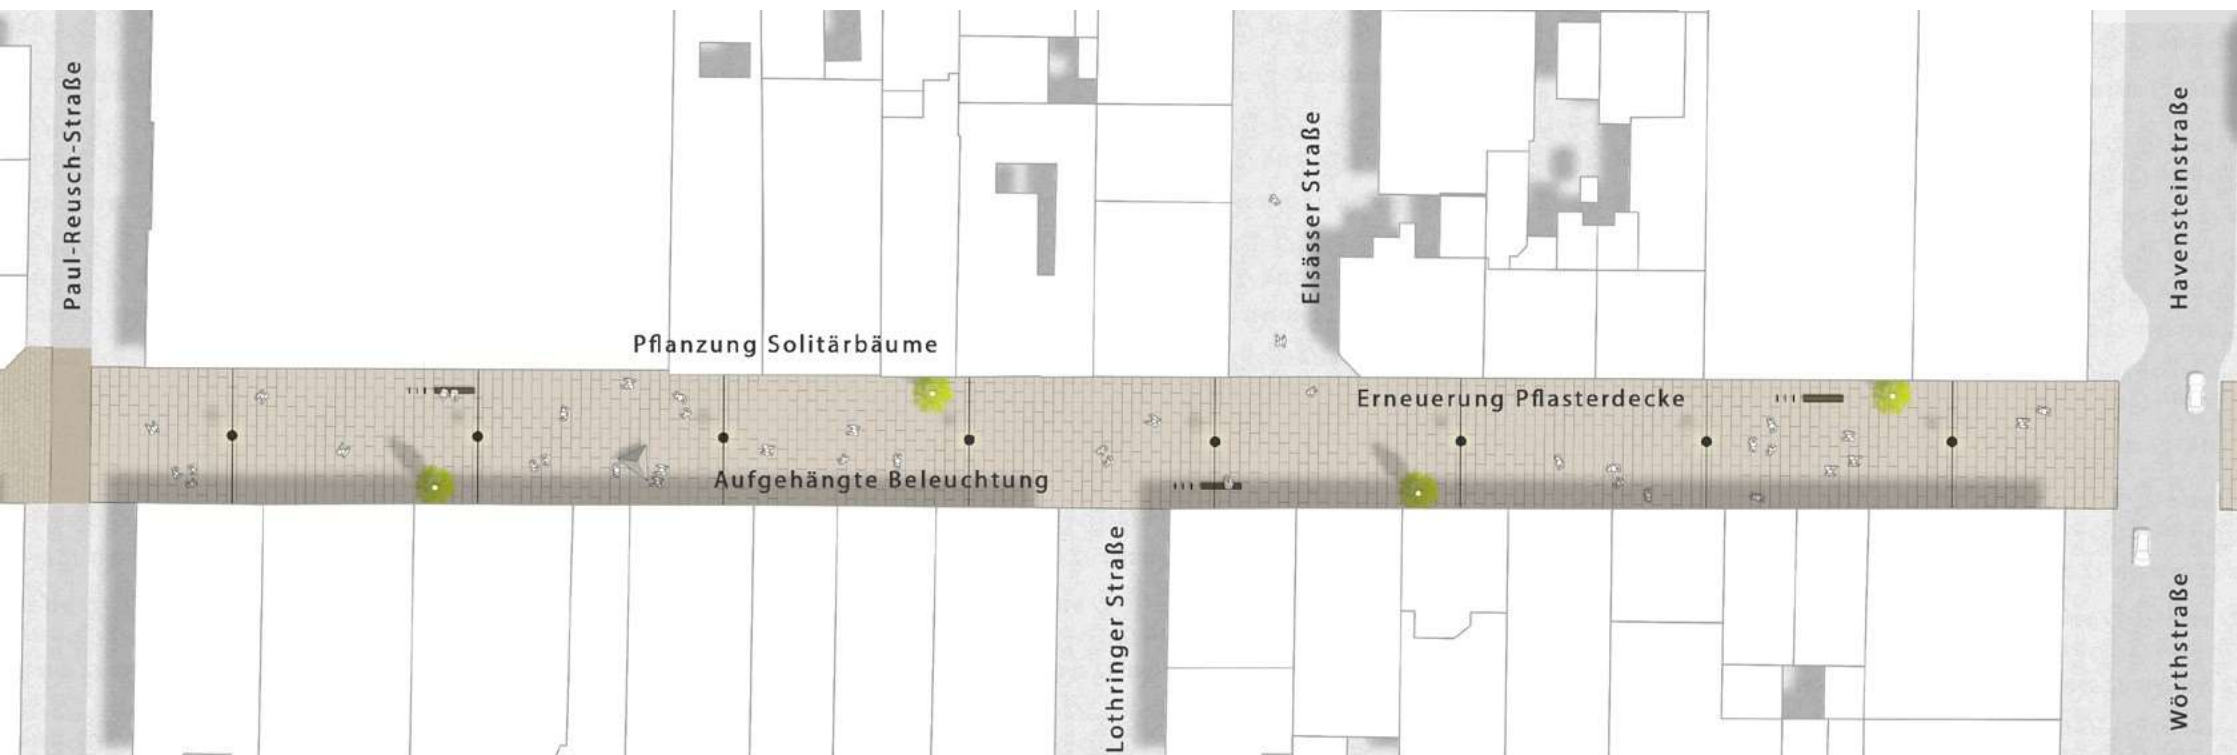 Paul-Reusch-Straße
Elsässer Straße
Havensteinstraße
Pflanzung Solitärbäume
Erneuerung Pflasterdecke
Aufgehängte Beleuchtung
Lothringer Straße
Wörthstraße